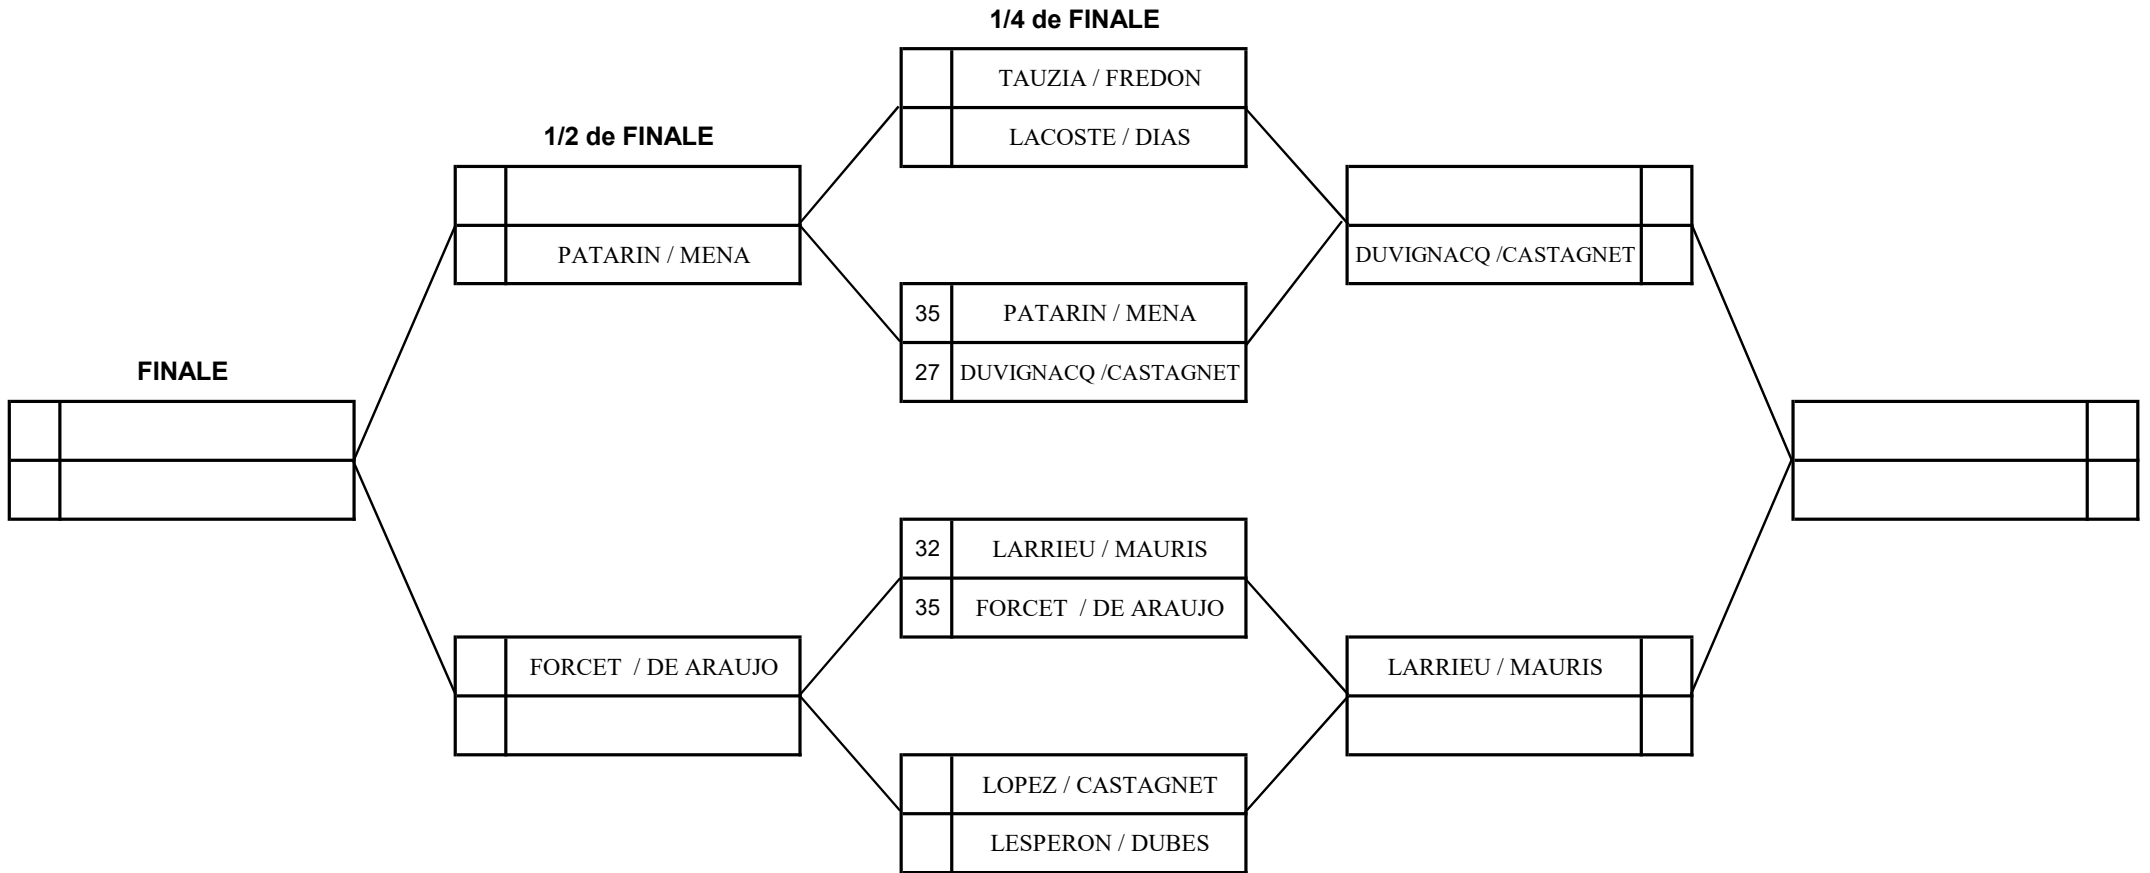 1/4 de FINALE
TAUZIA / FREDON
LACOSTE / DIAS
1/2 de FINALE
PATARIN / MENA
DUVIGNACQ /CASTAGNET
35 PATARIN / MENA
27 DUVIGNACQ /CASTAGNET
FINALE
32 LARRIEU / MAURIS
35 FORCET / DE ARAUJO
FORCET / DE ARAUJO
LARRIEU / MAURIS
LOPEZ / CASTAGNET
LESPERON / DUBES